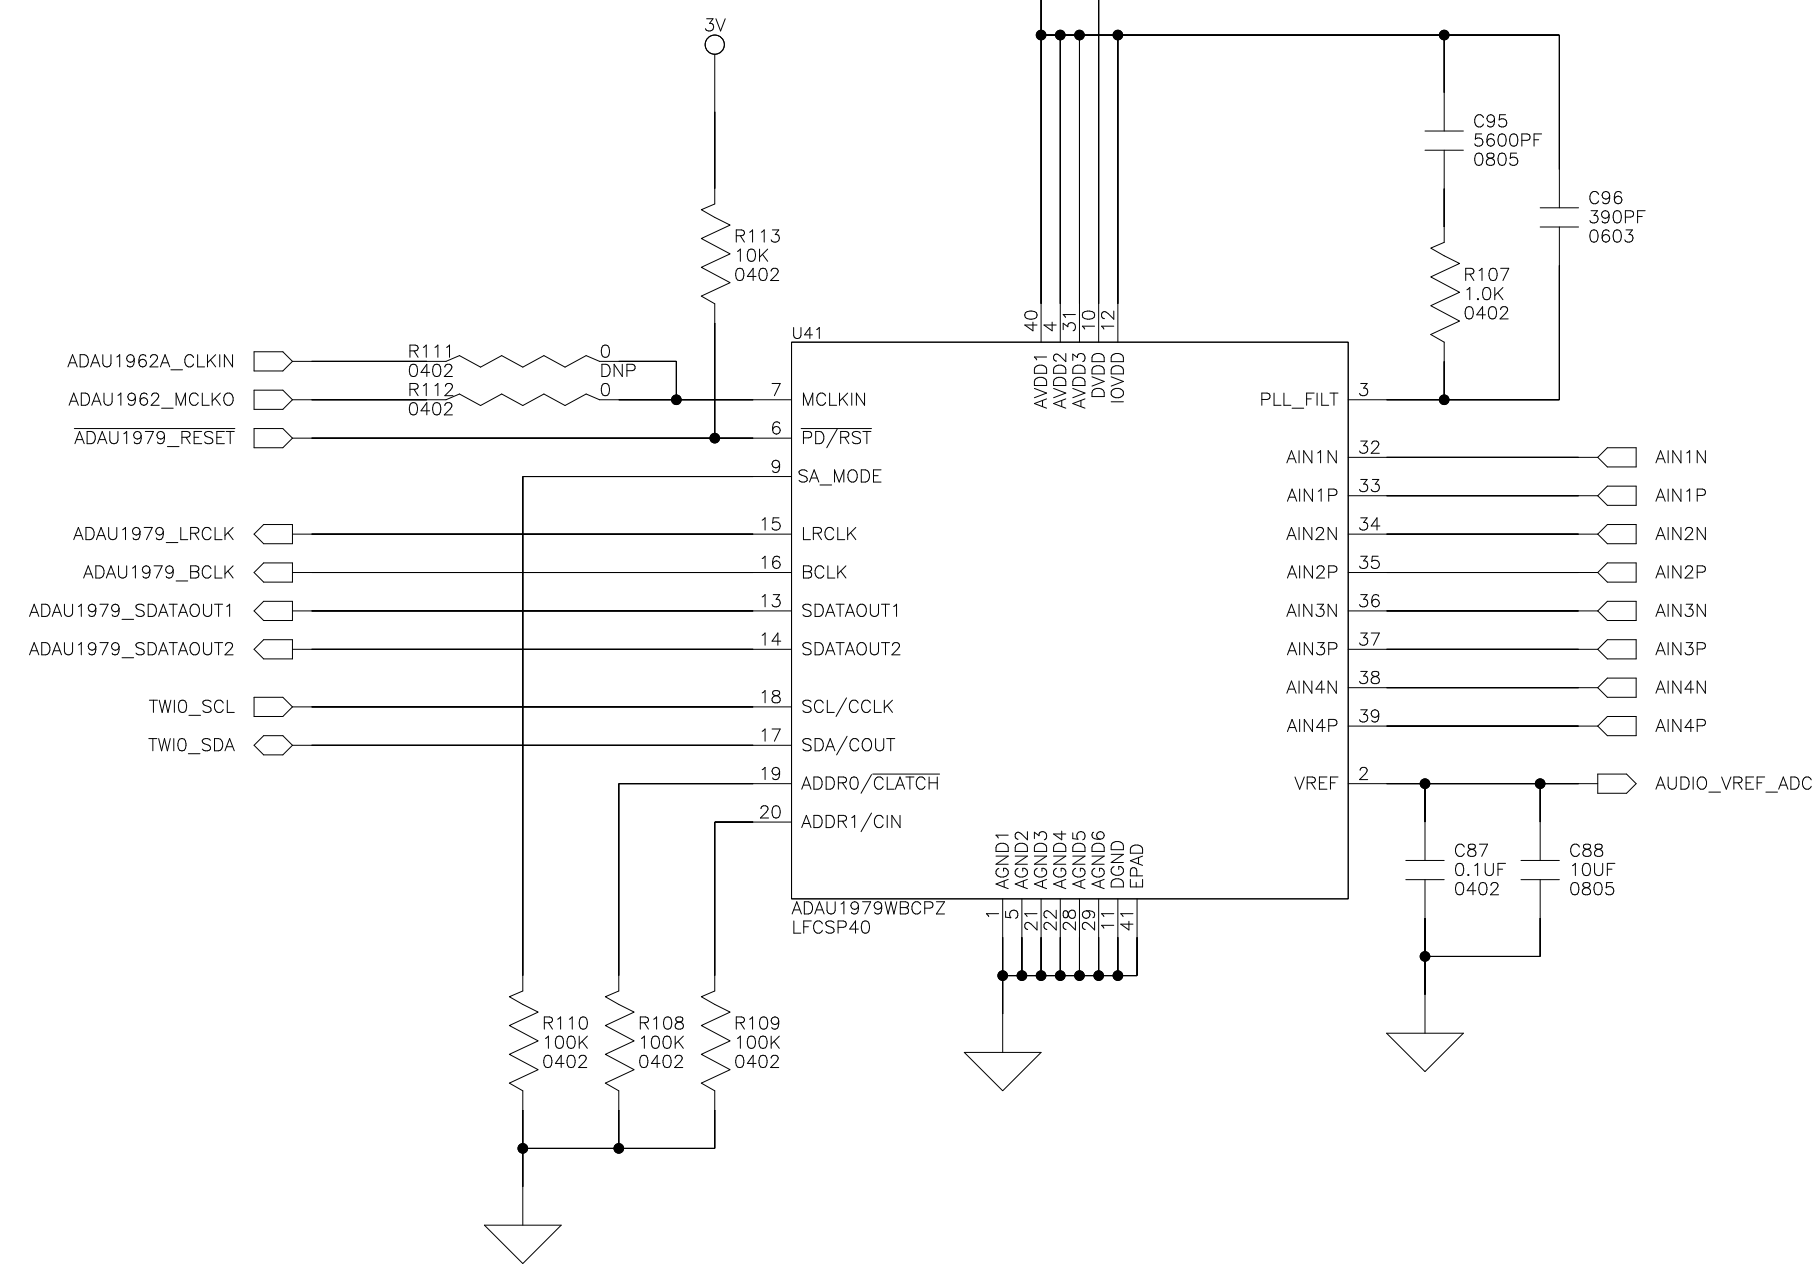 3V
C95
5600PF
0805
C96
390PF
0603
R113
10K
0402
R107
1.0K
0402
40
4
31
10
12
U41
ADAU1962A_CLKIN
R111
0402
0
DNP
AVDD1
AVDD2
AVDD3
DVDD
IOVDD
ADAU1962_MCLKO
R112
0402
0
7
MCLKIN
PLL_FILT
3
ADAU1979_RESET
6
PD/RST
9
SA_MODE
AIN1N
32
AIN1N
AIN1P
33
AIN1P
ADAU1979_LRCLK
15
LRCLK
AIN2N
34
AIN2N
ADAU1979_BCLK
16
BCLK
AIN2P
35
AIN2P
ADAU1979_SDATAOUT1
13
SDATAOUT1
AIN3N
36
AIN3N
ADAU1979_SDATAOUT2
14
SDATAOUT2
AIN3P
37
AIN3P
AIN4N
38
AIN4N
TWI0_SCL
18
SCL/CCLK
AIN4P
39
AIN4P
TWI0_SDA
17
SDA/COUT
19
ADDR0/CLATCH
VREF
2
AUDIO_VREF_ADC
20
ADDR1/CIN
AGND1
AGND2
AGND3
AGND4
AGND5
AGND6
DGND
EPAD
C87
0.1UF
0402
C88
10UF
0805
ADAU1979WBCPZ
LFCSP40
1
5
21
22
28
29
11
41
R110
100K
0402
R108
100K
0402
R109
100K
0402